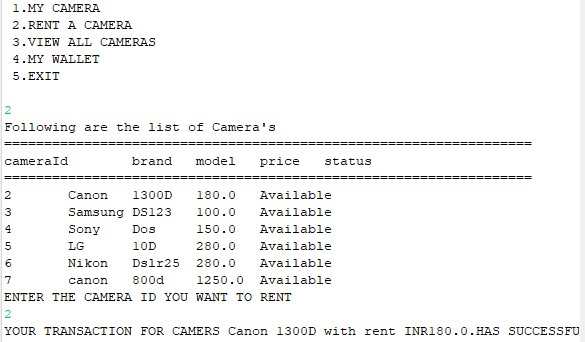 1.MY CAMERA
2.RENT A CAMERA
3.VIEW ALL CAMERAS
4.MY WALLET
5.EXIT
2
Following are the list of Camera's
cameraId brand model price status
2 Canon 1300D 180.0 Available
3 Samsung DS123 100.0 Available
4 Sony Dos 150.0 Available
5 LG 10D 280.0 Available
6 Nikon Dslr25 280.0 Available
7 canon 800d 1250.0 Available
ENTER THE CAMERA ID YOU WANT TO RENT
2
YOUR TRANSACTION FOR CAMERS Canon 1300D with rent INR180.0.HAS SUCCESSFU